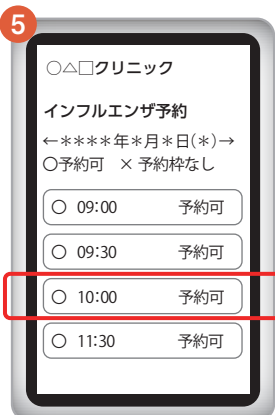 5
○△□クリニック
インフルエンザ予約
←****年*月*日(*)→
○予約可 ×予約枠なし
○ 09:00 予約可
○ 09:30 予約可
○ 10:00 予約可
○ 11:30 予約可